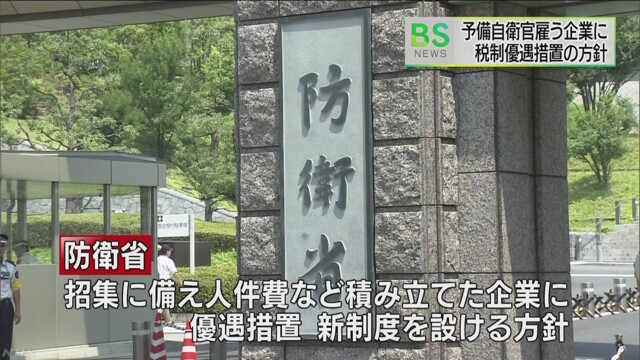 BS
NEWS
予備自衛官雇う企業に
税制優遇措置の方針
防衛省
防衛省
招集に備え人件費など積み立てた企業に
優遇措置 新制度を設ける方針